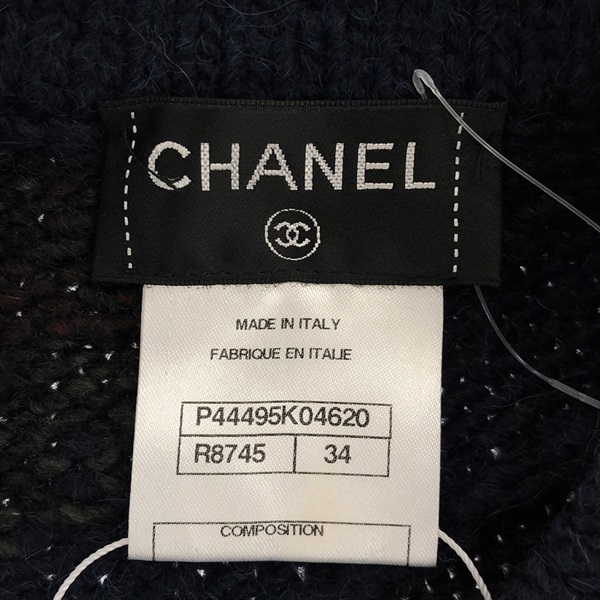 CHANEL
MADE IN ITALY
FABRIQUE EN ITALIE
P44495K04620
R8745 34
COMPOSITION